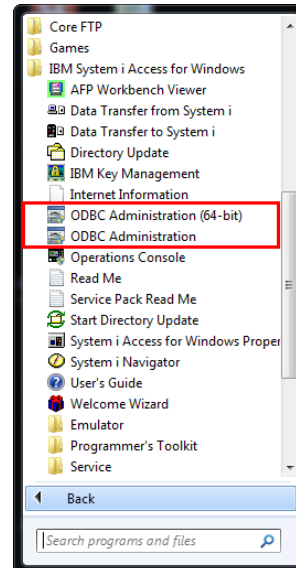 Core FTP
Games
IBM System i Access for Windows
AFP Workbench Viewer
Data Transfer from System i
Data Transfer to System i
Directory Update
IBM Key Management
Internet Information
ODBC Administration (64-bit)
ODBC Administration
Operations Console
Read Me
Service Pack Read Me
Start Directory Update
System i Access for Windows Proper
System i Navigator
User's Guide
Welcome Wizard
Emulator
Programmer's Toolkit
Service
Back
Search programs and files